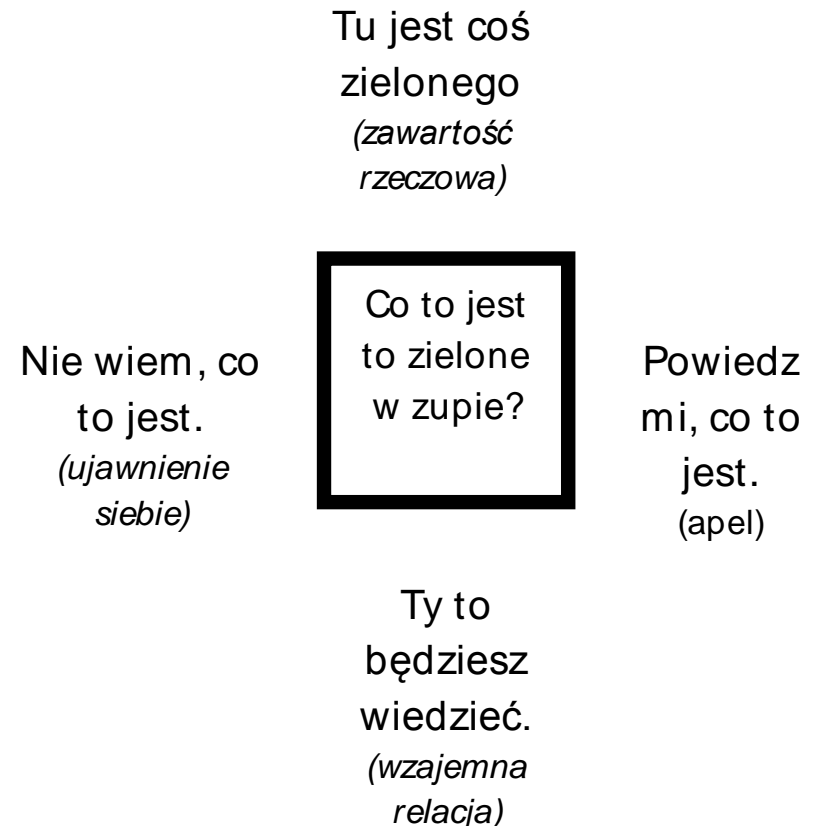 Tu jest coś
zielonego
(zawartość
rzeczowa)
Co to jest
to zielone
w zupie?
Nie wiem, co
to jest.
(ujawnienie
siebie)
Powiedz
mi, co to
jest.
(apel)
Ty to
będziesz
wiedzieć.
(wzajemna
relacja)